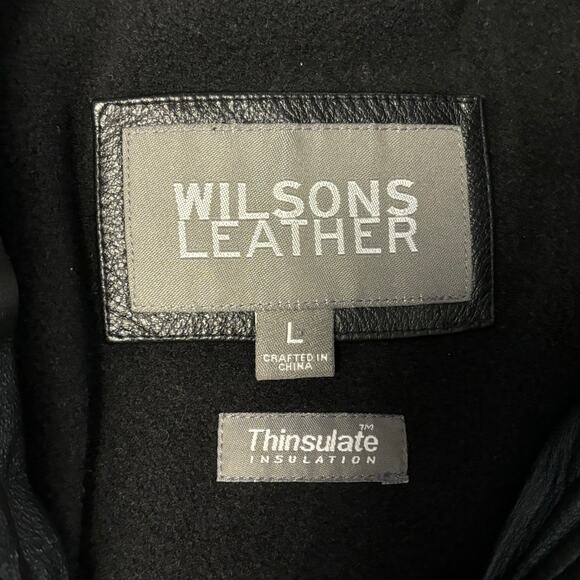 WILSONS
LEATHER
L
CRAFTED IN
CHINA
Thinsulate™
INSULATION